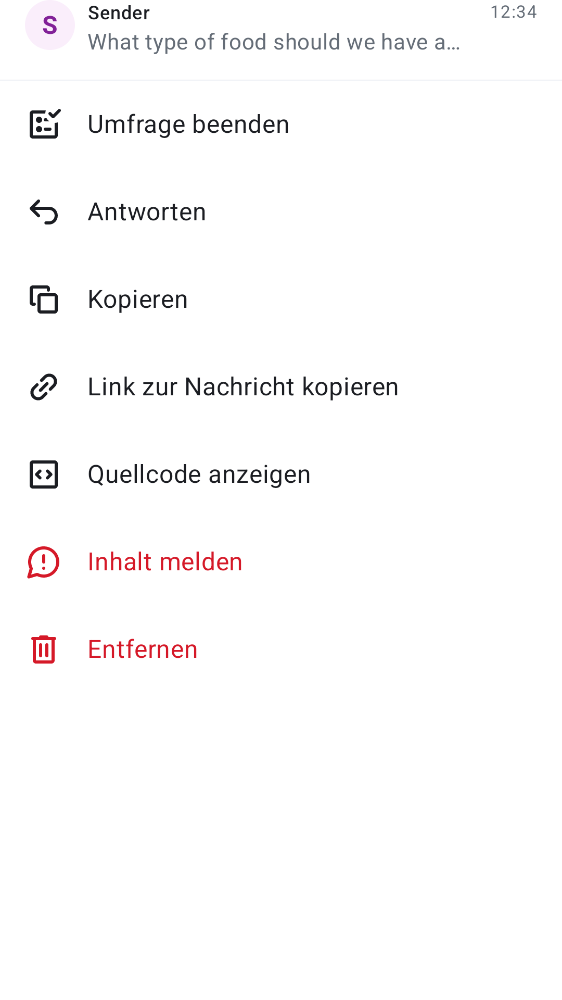 S
Sender
12:34
What type of food should we have a…
Umfrage beenden
Antworten
Kopieren
Link zur Nachricht kopieren
Quellcode anzeigen
Inhalt melden
Entfernen